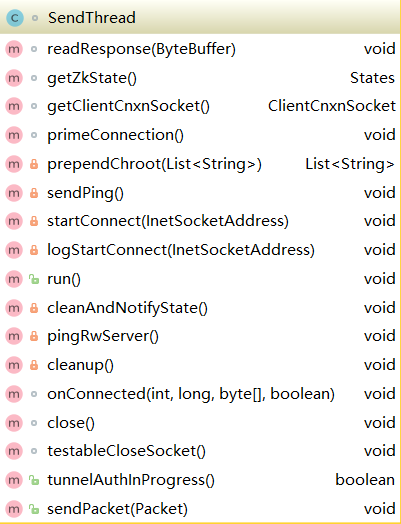 C SendThread
m readResponse(ByteBuffer) void
m getZkState() States
m getClientCnxnSocket() ClientCnxnSocket
m primeConnection() void
m prependChroot(List<String>) List<String>
m sendPing() void
m startConnect(InetSocketAddress) void
m logStartConnect(InetSocketAddress) void
m run() void
m cleanAndNotifyState() void
m pingRwServer() void
m cleanup() void
m onConnected(int, long, byte[], boolean) void
m close() void
m testableCloseSocket() void
m tunnelAuthInProgress() boolean
m sendPacket(Packet) void